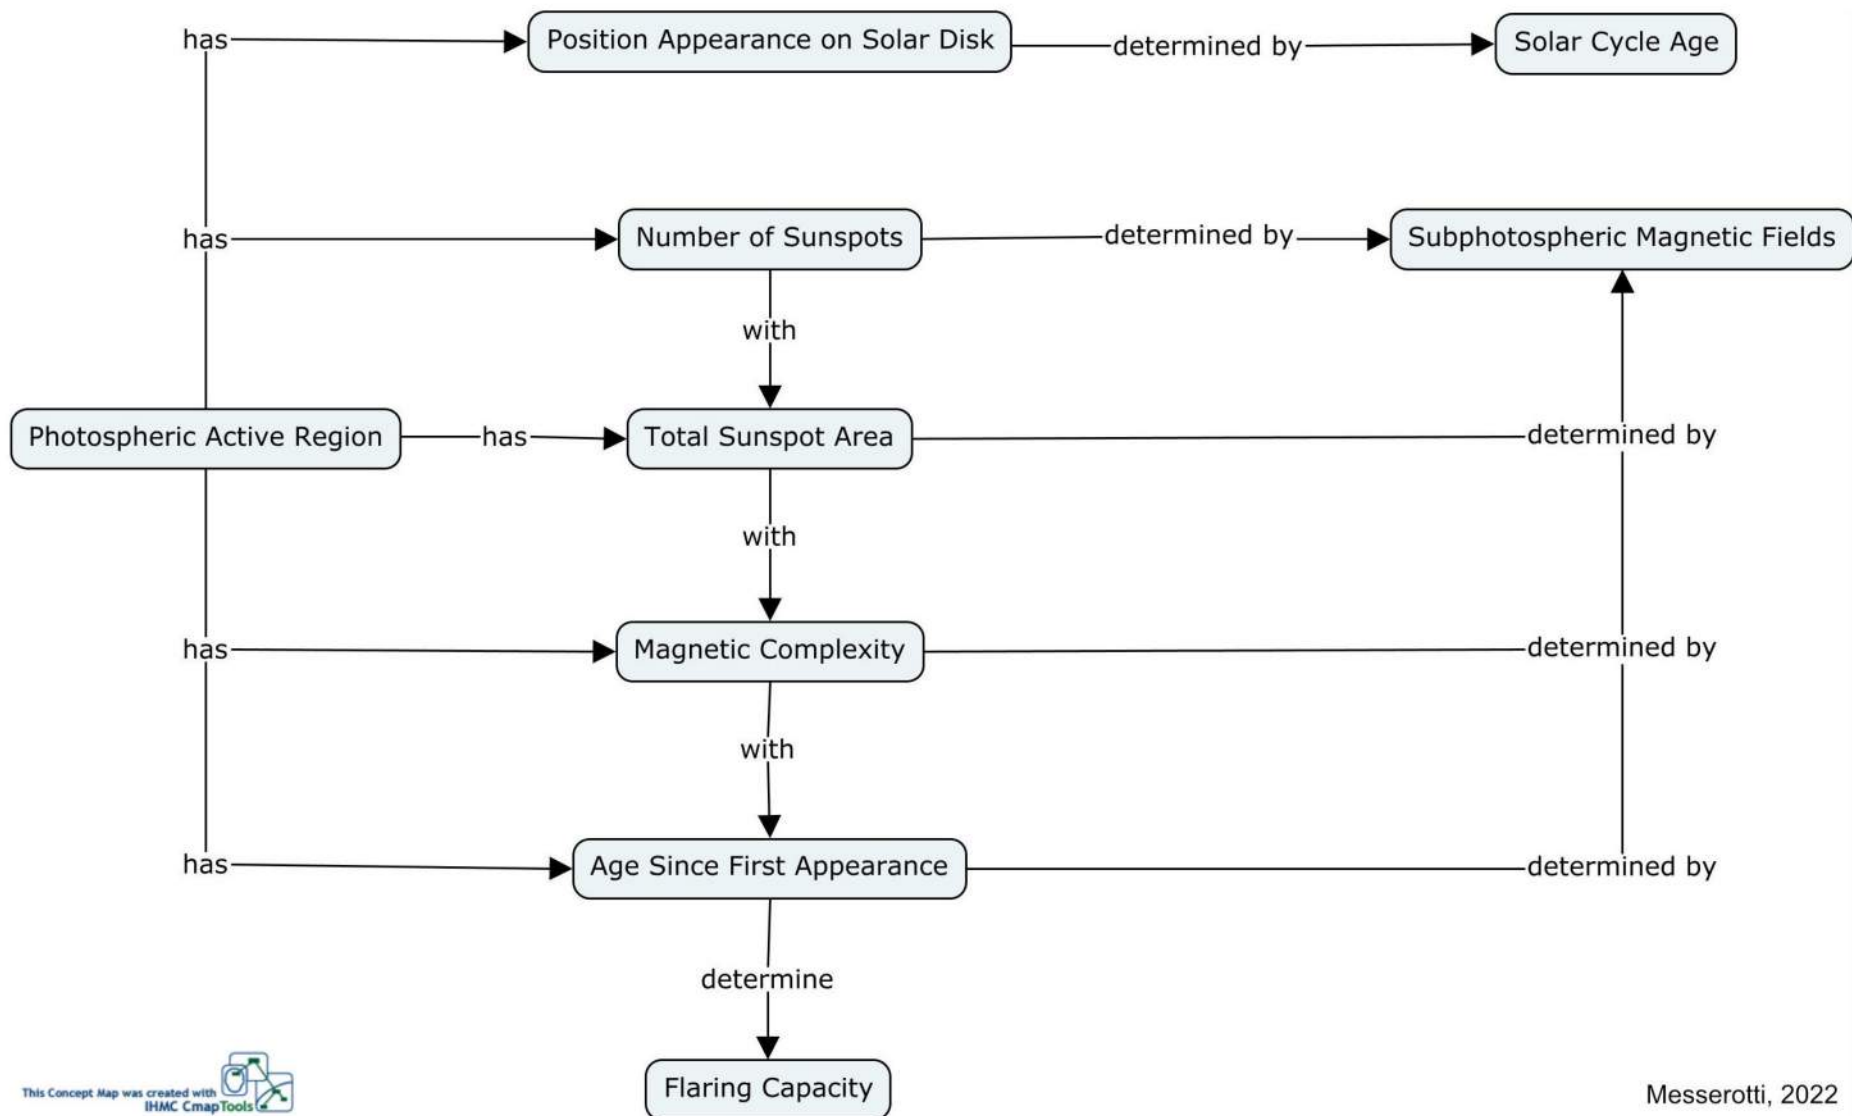 has
Position Appearance on Solar Disk
determined by
Solar Cycle Age
has
Number of Sunspots
determined by
Subphotospheric Magnetic Fields
with
Photospheric Active Region
has
Total Sunspot Area
determined by
with
has
Magnetic Complexity
determined by
with
has
Age Since First Appearance
determined by
determine
Flaring Capacity
This Concept Map was created with
IHMC CmapTools
Messerotti, 2022